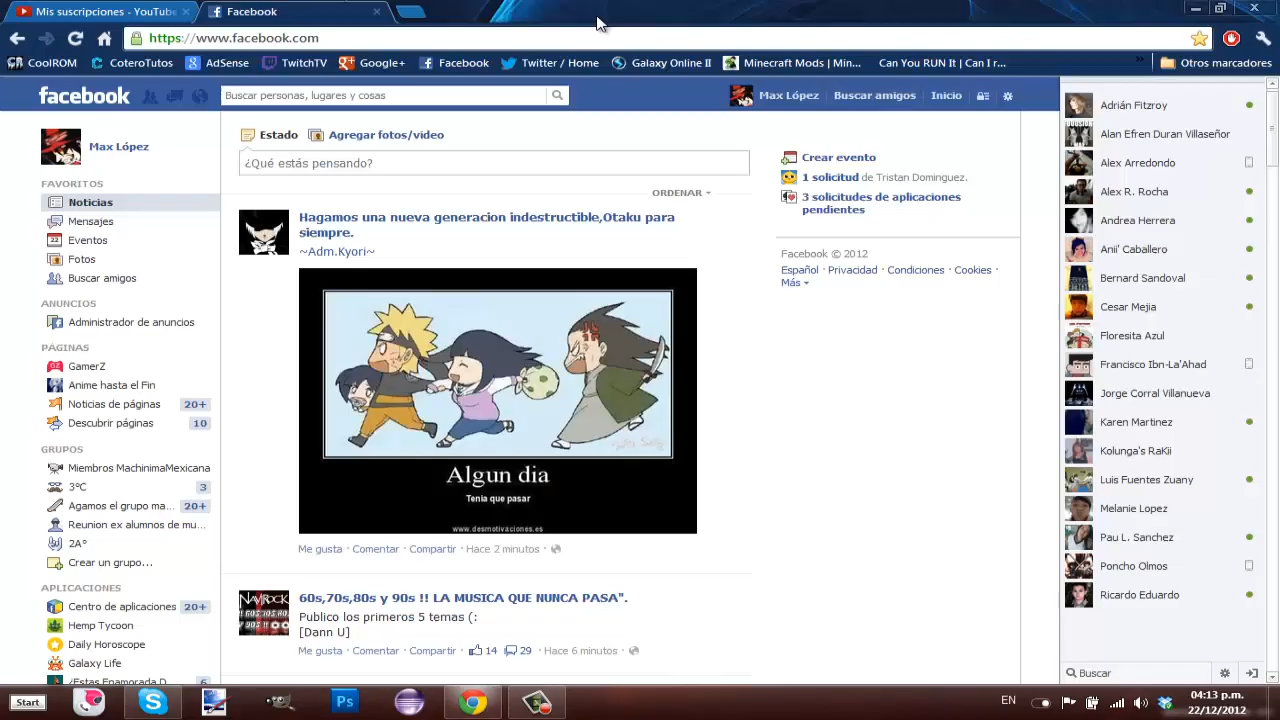 Mis suscripciones - YouTube
Facebook
https://www.facebook.com
CoolROM
CoteroTutos
AdSense
TwitchTV
Google+
Facebook
Twitter / Home
Galaxy Online II
Minecraft Mods | Min...
Can You RUN It | Can I r...
»
Otros marcadores
facebook
Buscar personas, lugares y cosas
Max López
Buscar amigos
Inicio
Max López
FAVORITOS
Noticias
Mensajes
Eventos
Fotos
Buscar amigos
ANUNCIOS
Administrador de anuncios
PÁGINAS
GamerZ
Anime hasta el Fin
Noticias de páginas 20+
Descubrir páginas 10
GRUPOS
Miembros MachinimaMexicana
3°C 3
Agamos el grupo ma... 20+
Reunion ex alumnos de mu...
2A°
Crear un grupo...
APLICACIONES
Centro de aplicaciones 20+
Hemp Tycoon
Daily Horoscope
Galaxy Life
¿Estas Enamorada D... 6
Estado
Agregar fotos/video
¿Qué estás pensando?
ORDENAR
Hagamos una nueva generacion indestructible,Otaku para
siempre.
~Adm.Kyori~
Algun dia
Tenia que pasar
www.desmotivaciones.es
Me gusta · Comentar · Compartir · Hace 2 minutos ·
NAVIROCK
60s,70s,80s y 90s !! LA MUSICA QUE NUNCA PASA".
Publico los primeros 5 temas (:
[Dann U]
Me gusta · Comentar · Compartir · 14 29 · Hace 6 minutos ·
Crear evento
1 solicitud de Tristan Dominguez.
3 solicitudes de aplicaciones
pendientes
Facebook © 2012
Español · Privacidad · Condiciones · Cookies ·
Más
Adrián Fitzroy
Alan Efren Duran Villaseñor
Alex Arredondo
Alex R. Rocha
Andrea Herrera
Anii' Caballero
Bernard Sandoval
Cesar Mejia
Floresita Azul
Francisco Ibn-La'Ahad
Jorge Corral Villanueva
Karen Martinez
Kolunga's RaKii
Luis Fuentes Zuany
Melanie Lopez
Pau L. Sanchez
Poncho Olmos
Ricardo Eduardo
Buscar
Start
Ps
EN
04:13 p.m.
22/12/2012